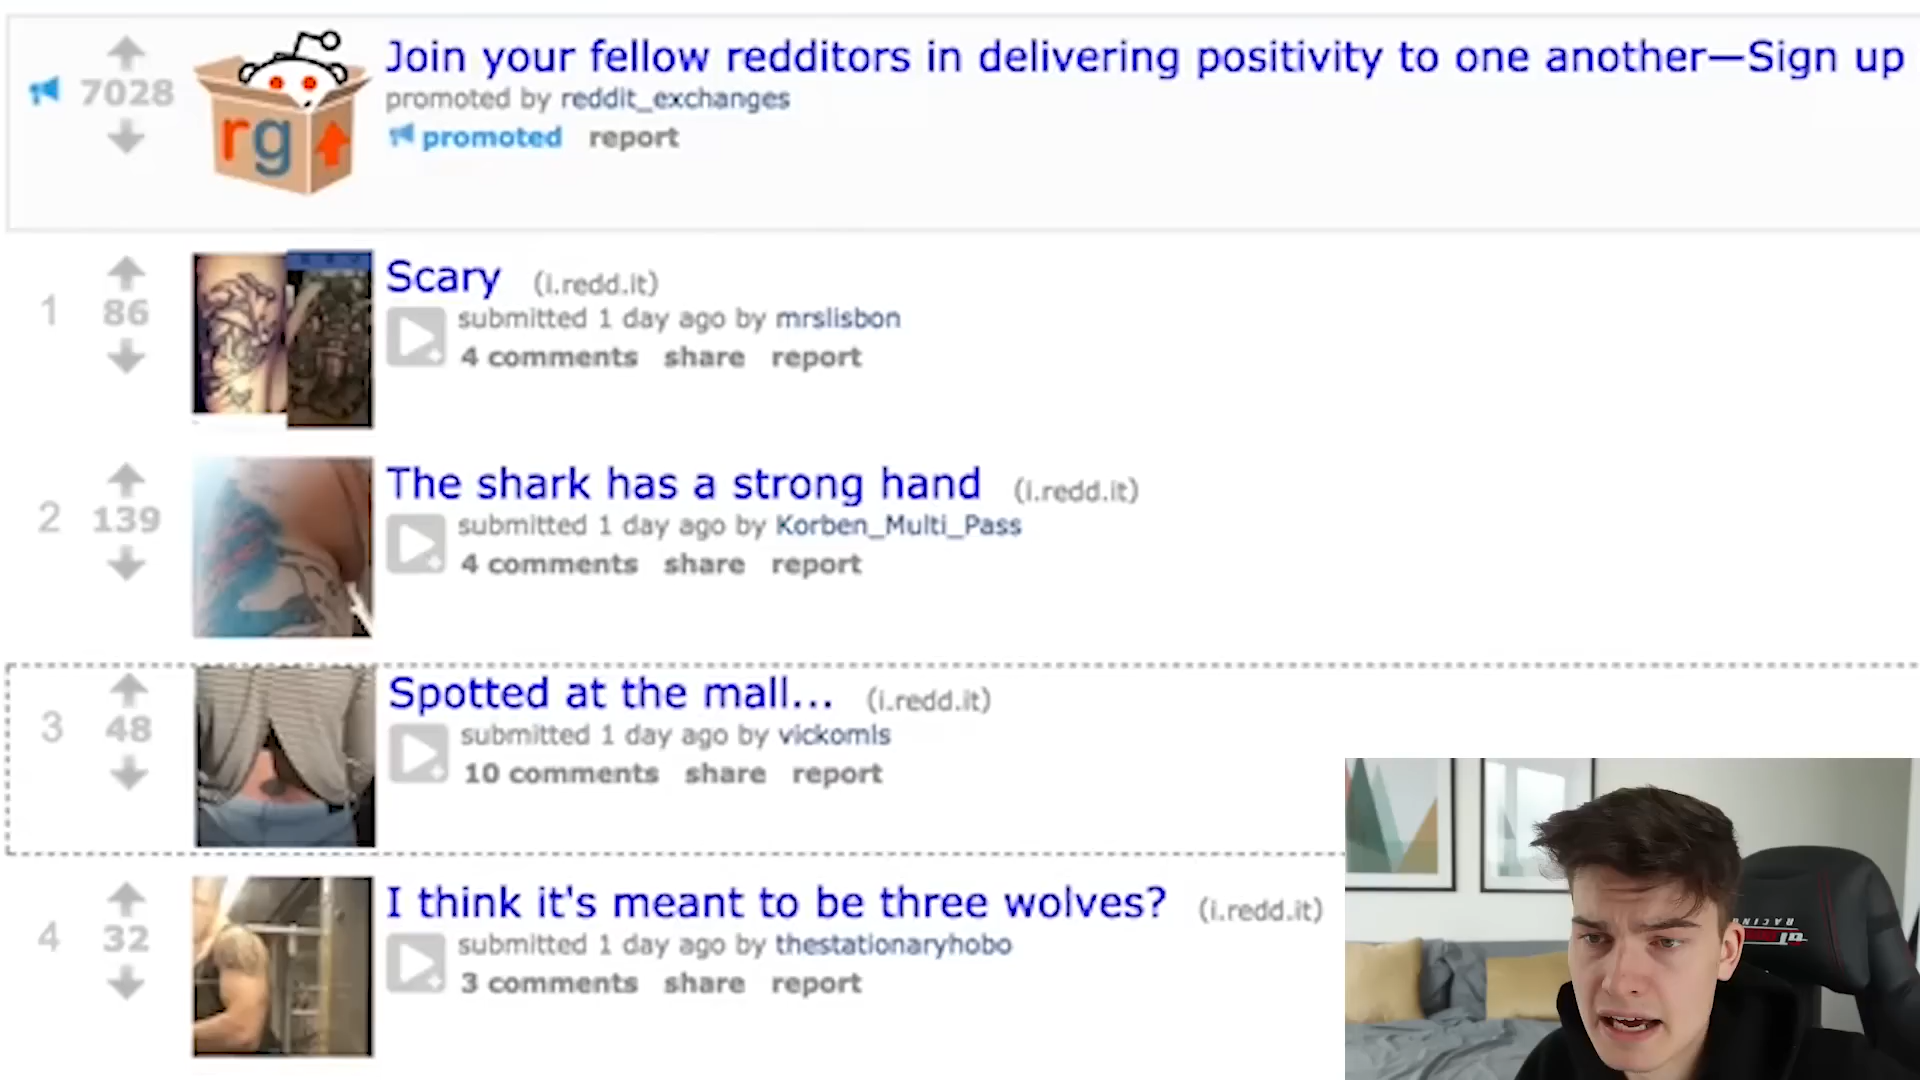 7028
rg
Join your fellow redditors in delivering positivity to one another—Sign up
promoted by reddit_exchanges
promoted report
1
86
Scary (i.redd.it)
submitted 1 day ago by mrslisbon
4 comments share report
2
139
The shark has a strong hand (i.redd.it)
submitted 1 day ago by Korben_Multi_Pass
4 comments share report
3
48
Spotted at the mall... (i.redd.it)
submitted 1 day ago by vickomls
10 comments share report
4
32
I think it's meant to be three wolves? (i.redd.it)
submitted 1 day ago by thestationaryhobo
3 comments share report
RACING